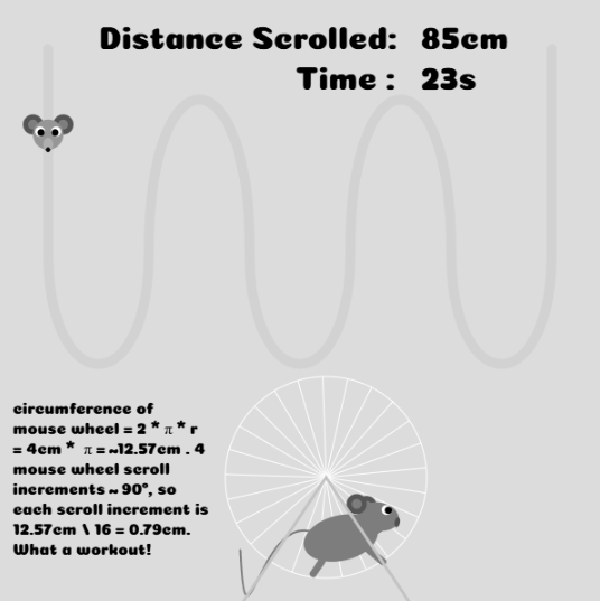 Distance Scrolled: 85cm
Time : 23s
circumference of
mouse wheel = 2 * π * r
= 4cm * π = ~12.57cm . 4
mouse wheel scroll
increments ~ 90°, so
each scroll increment is
12.57cm \ 16 = 0.79cm.
What a workout!